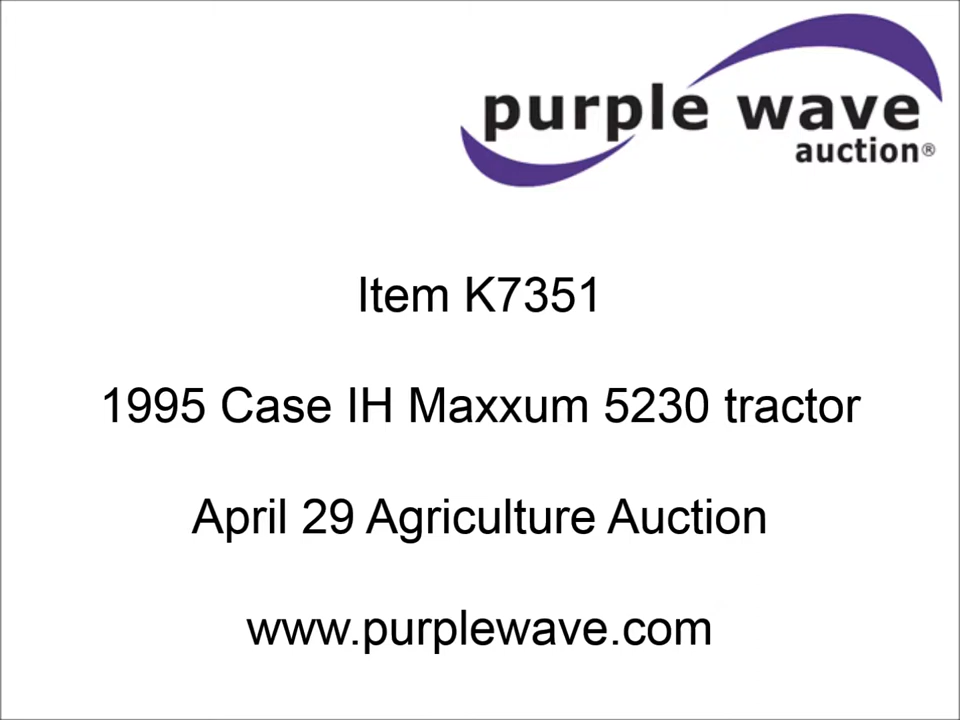 purple wave
auction®
Item K7351
1995 Case IH Maxxum 5230 tractor
April 29 Agriculture Auction
www.purplewave.com